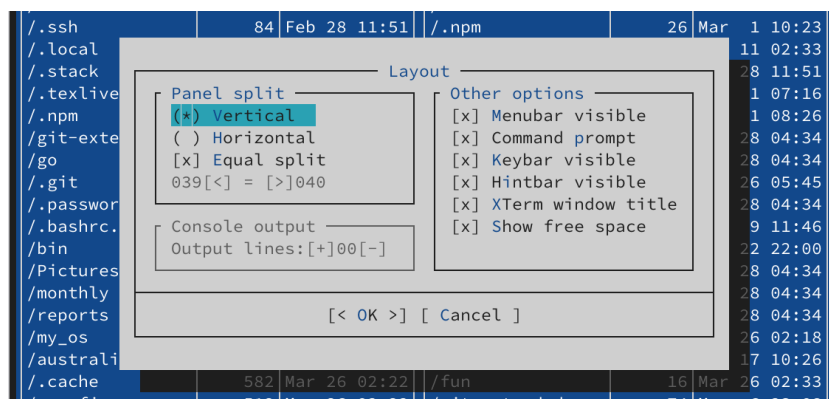 /.ssh 84 Feb 28 11:51 /.npm 26 Mar 1 10:23
/.local 11 02:33
/.stack 28 11:51
Layout
/.texlive Panel split Other options 1 07:16
/.npm (*) Vertical [x] Menubar visible 1 08:26
/git-exte ( ) Horizontal [x] Command prompt 28 04:34
/go [x] Equal split [x] Keybar visible 28 04:34
/.git 039[<] = [>]040 [x] Hintbar visible 26 05:45
/.passwor [x] XTerm window title 28 04:34
/.bashrc. Console output [x] Show free space 9 11:46
/bin Output lines:[+]00[-] 22 22:00
/Pictures 28 04:34
/monthly 28 04:34
/reports [< OK >] [ Cancel ] 28 04:34
/my_os 26 02:18
/australi 17 10:26
/.cache 582 Mar 26 02:22 /fun 16 Mar 26 02:33